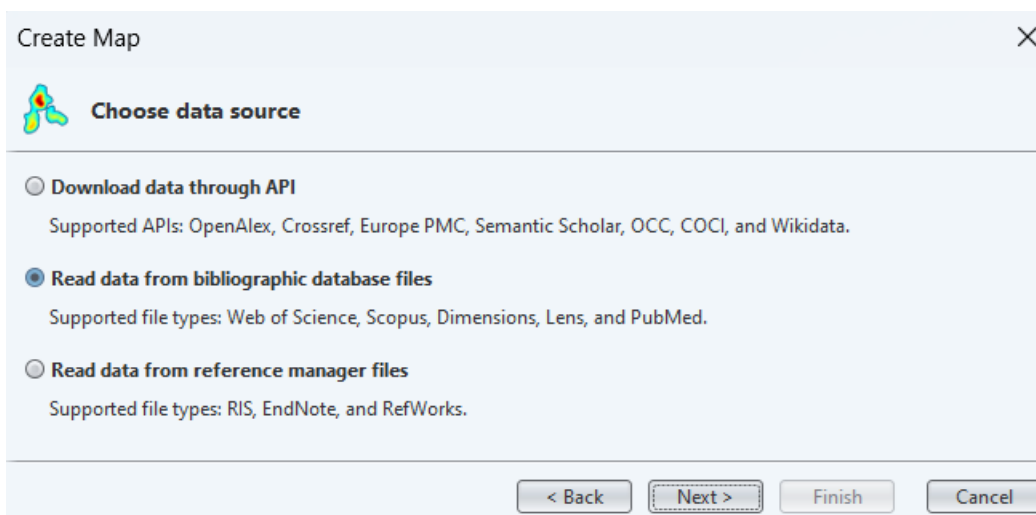 Create Map
Choose data source
Download data through API
Supported APIs: OpenAlex, Crossref, Europe PMC, Semantic Scholar, OCC, COCI, and Wikidata.
Read data from bibliographic database files
Supported file types: Web of Science, Scopus, Dimensions, Lens, and PubMed.
Read data from reference manager files
Supported file types: RIS, EndNote, and RefWorks.
< Back Next > Finish Cancel